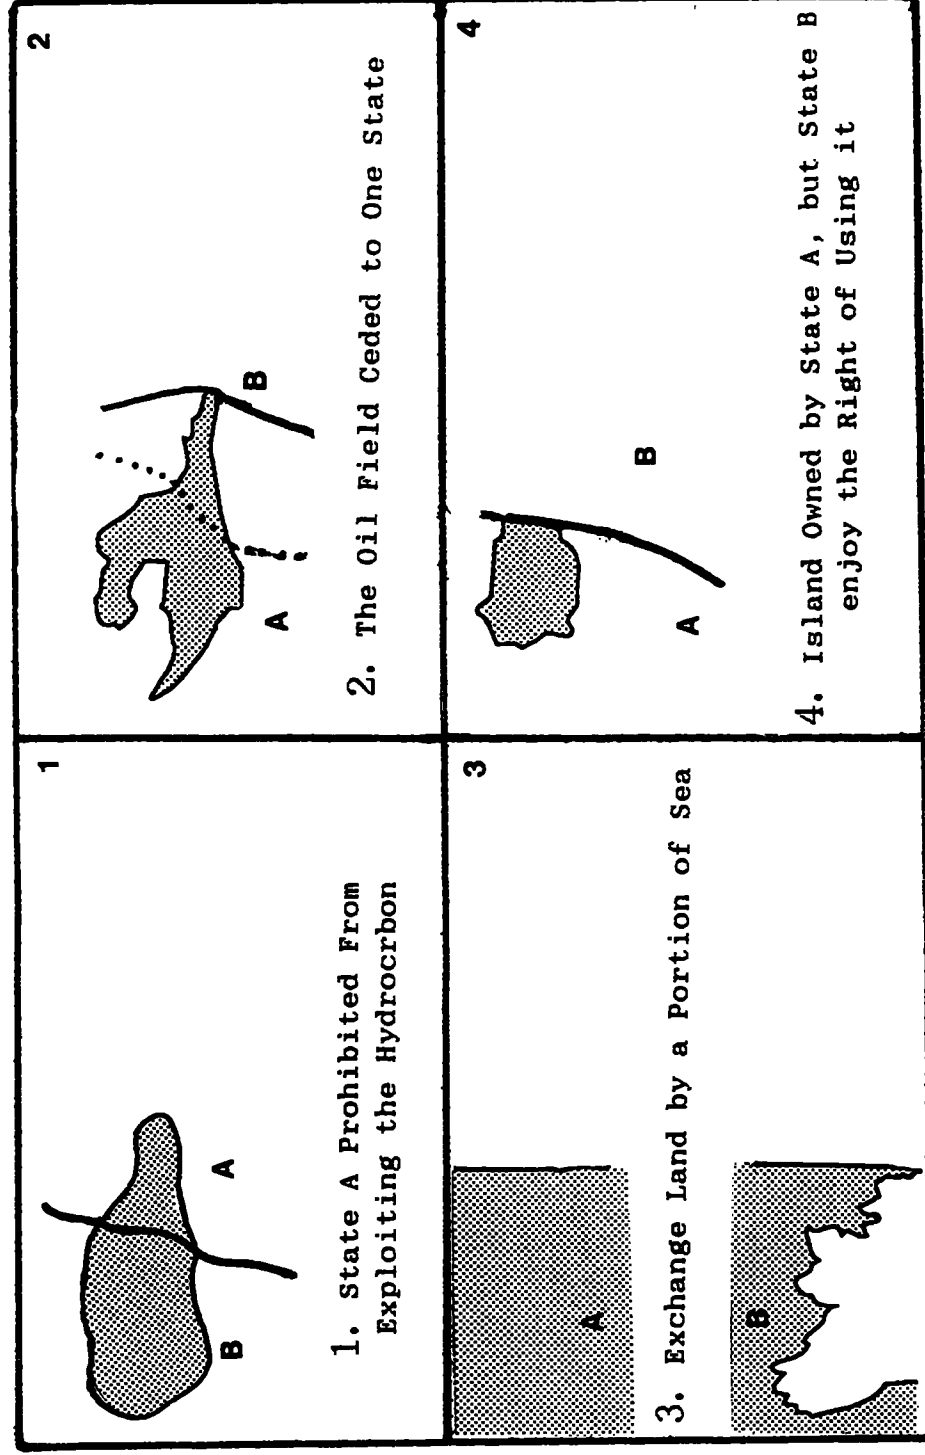 1
B
A
1. State A Prohibited From
Exploiting the Hydrocrbon
2
A
B
2. The Oil Field Ceded to One State
3
A
3. Exchange Land by a Portion of Sea
B
4
A
B
4. Island Owned by State A, but State B
enjoy the Right of Using it